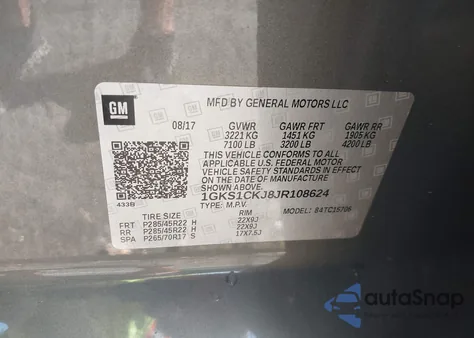 GM
MFD BY GENERAL MOTORS LLC
08/17 GVWR GAWR FRT GAWR RR
3221 KG 1451 KG 1905 KG
7100 LB 3200 LB 4200 LB
THIS VEHICLE CONFORMS TO ALL
APPLICABLE U.S. FEDERAL MOTOR
VEHICLE SAFETY STANDARDS IN EFFECT
ON THE DATE OF MANUFACTURE
1GKS1CKJ8JR108624
433B TYPE: M.P.V. MODEL: 84TC15706
TIRE SIZE RIM
FRT P285/45R22 H 22X9J
RR P285/45R22 H 22X9J
SPA P265/70R17 S 17X7.5J
autoSnap